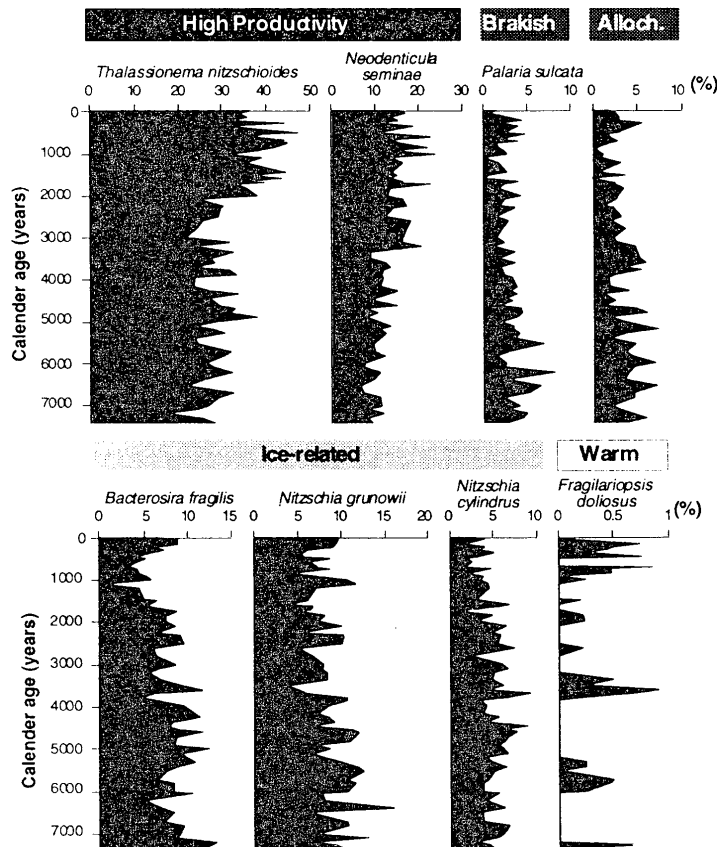 High Productivity Brakish Alloch.
Thalassionema nitzschioides Neodenticula seminae Palaria sulcata (%)
0 10 20 30 40 50 0 10 20 30 0 5 10 0 5 10
Calender age (years)
0
1000
2000
3000
4000
5000
6000
7000
Ice-related Warm
Bacterosira fragilis Nitzschia grunowii Nitzschia cylindrus Fragilariopsis doliosus
0 5 10 15 0 5 10 15 20 0 5 10 0 0.5 1 (%)
Calender age (years)
0
1000
2000
3000
4000
5000
6000
7000